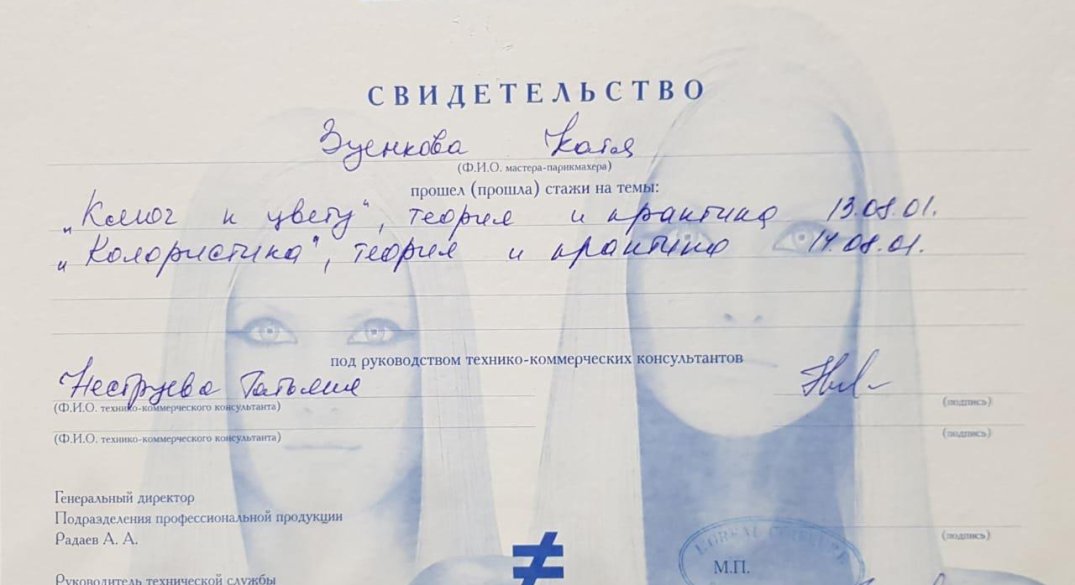 СВИДЕТЕЛЬСТВО
Зуенкова Катя
(Ф.И.О. мастера-парикмахера)
прошел (прошла) стажи на темы:
„Ключ к цвету“, теория и практика 13.08.01.
„Колористика“, теория и практика 14.08.01.
под руководством технико-коммерческих консультантов
Татьяна
(Ф.И.О. технико-коммерческого консультанта) (подпись)
(Ф.И.О. технико-коммерческого консультанта) (подпись)
Генеральный директор
Подразделения профессиональной продукции
Радаев А. А. (подпись)
≠
М.П.
Руководитель технической службы